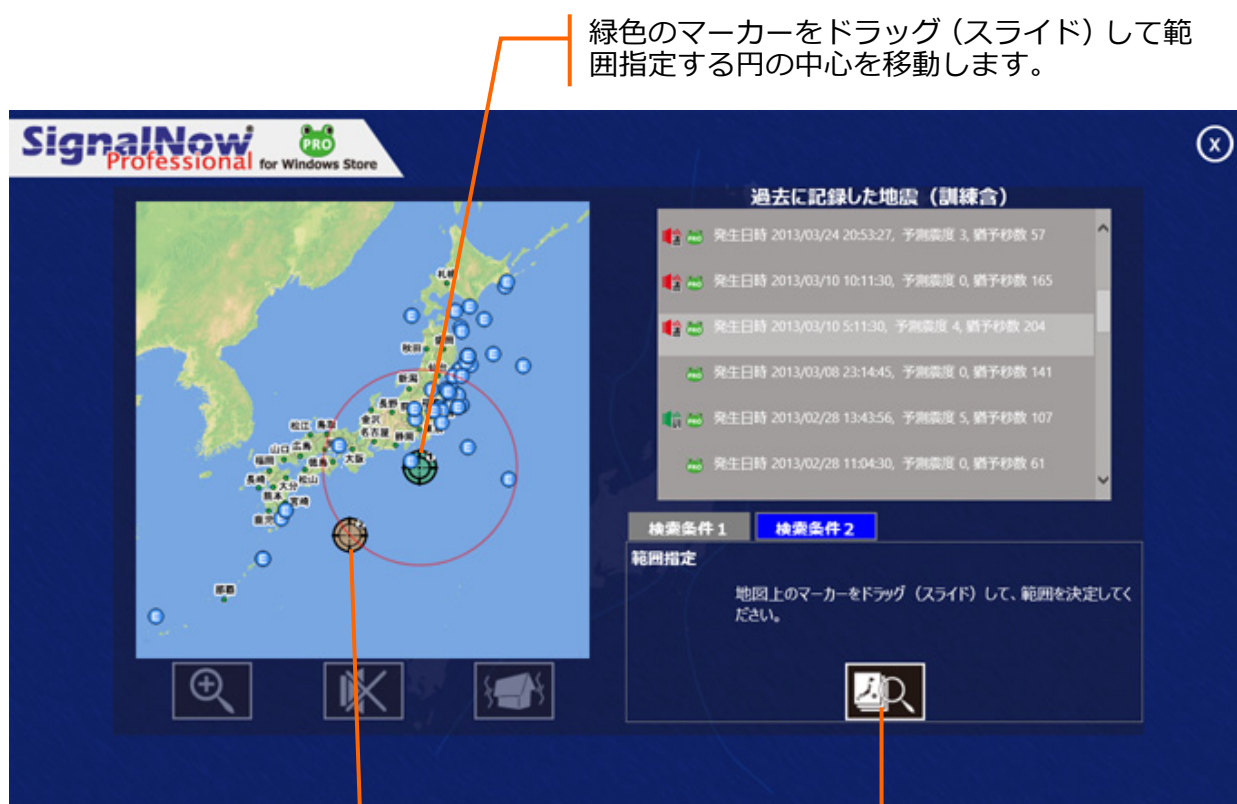 緑色のマーカーをドラッグ（スライド）して範
囲指定する円の中心を移動します。
SignalNow
Professional for Windows Store
PRO
X
過去に記録した地震（訓練含）
発生日時 2013/03/24 20:53:27, 予測震度 3, 猶予秒数 57
発生日時 2013/03/10 10:11:30, 予測震度 0, 猶予秒数 165
発生日時 2013/03/10 5:11:30, 予測震度 4, 猶予秒数 204
発生日時 2013/03/08 23:14:45, 予測震度 0, 猶予秒数 141
発生日時 2013/02/28 13:43:56, 予測震度 5, 猶予秒数 107
発生日時 2013/02/28 11:04:30, 予測震度 0, 猶予秒数 61
札幌
秋田
盛岡
仙台
新潟
長野
金沢
松江
鳥取
名古屋
静岡
山口
広島
大阪
福岡
徳島
長崎
大分
松山
熊本
宮崎
鹿児
那覇
検索条件1
検索条件2
範囲指定
地図上のマーカーをドラッグ（スライド）して、範囲を決定してく
ださい。